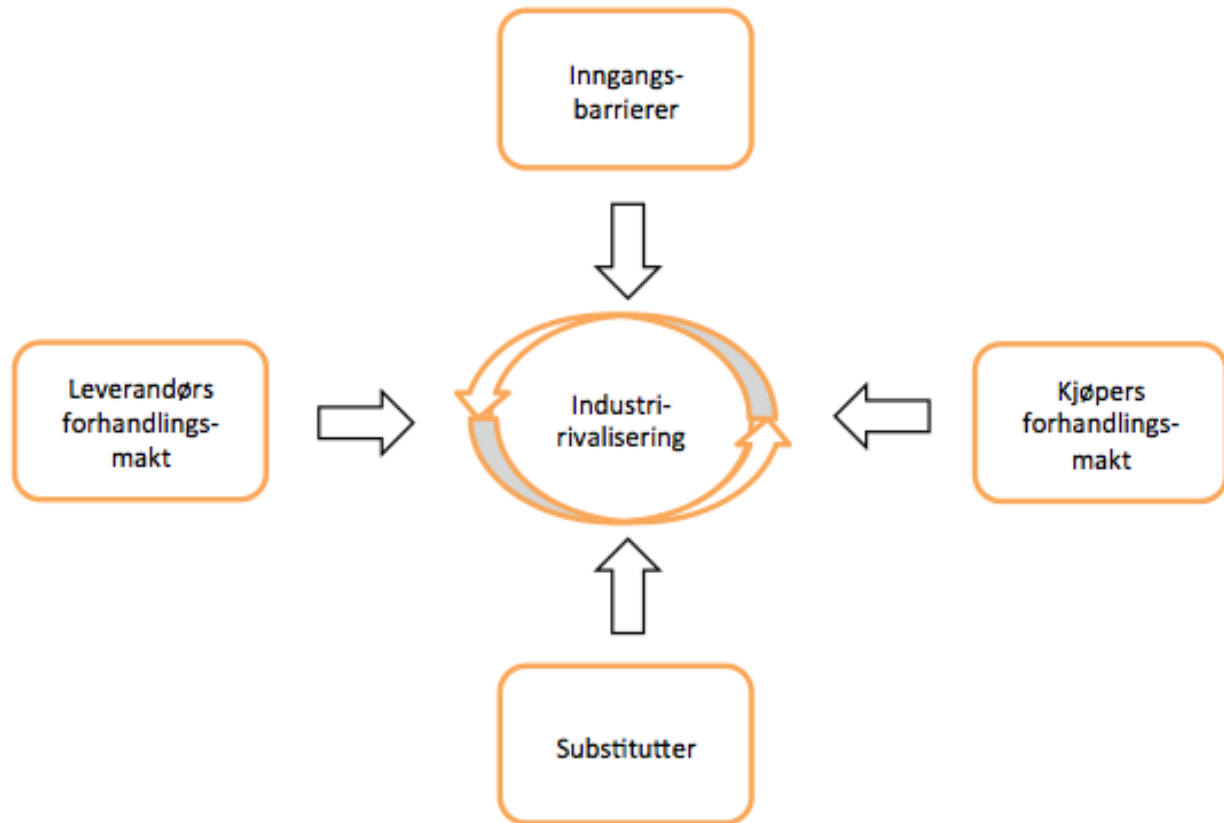 Inngangs-
barrierer
Leverandørs
forhandlings-
makt
Industri-
rivalisering
Kjøpers
forhandlings-
makt
Substitutter